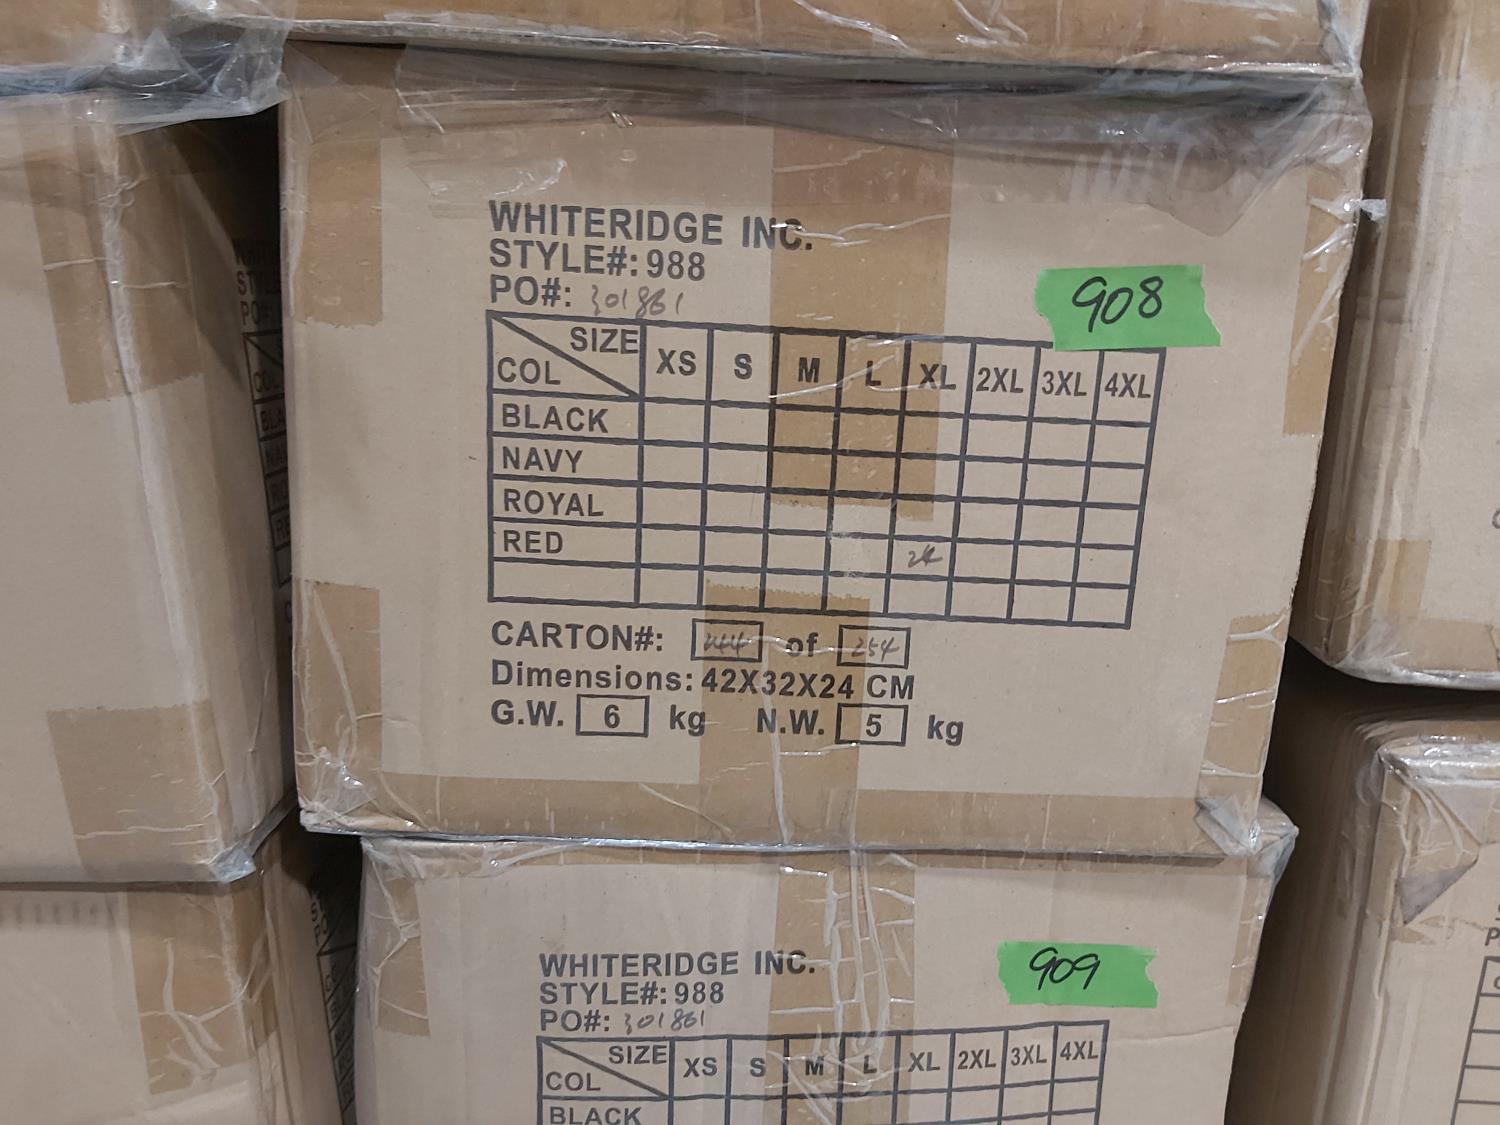 WHITERIDGE INC.
STYLE#: 988
PO#: 301861
908
SIZE
COL
XS S M L XL 2XL 3XL 4XL
BLACK
NAVY
ROYAL
RED 24
CARTON#: 244 of 254
Dimensions: 42X32X24 CM
G.W. 6 kg N.W. 5 kg
WHITERIDGE INC.
STYLE#: 988
PO#: 301861
909
SIZE
COL
XS S M L XL 2XL 3XL 4XL
BLACK